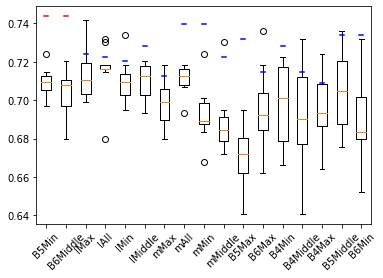 0.74
0.72
0.70
0.68
0.66
0.64
B5Min
B6Middle
lMax
lAll
lMin
lMiddle
mMax
mAll
mMin
mMiddle
B5Max
B6Max
B4Min
B4Middle
B4Max
B5Middle
B6Min